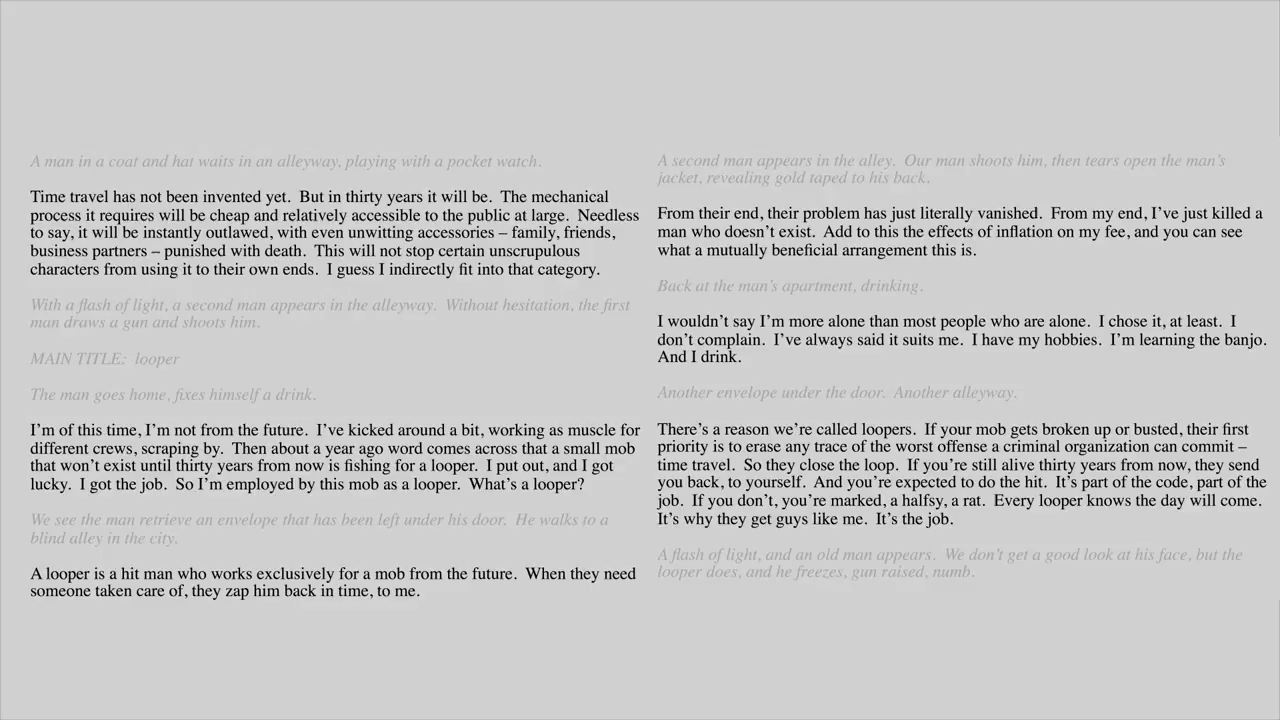 A man in a coat and hat waits in an alleyway, playing with a pocket watch.
Time travel has not been invented yet.  But in thirty years it will be.  The mechanical
process it requires will be cheap and relatively accessible to the public at large.  Needless
to say, it will be instantly outlawed, with even unwitting accessories – family, friends,
business partners – punished with death.  This will not stop certain unscrupulous
characters from using it to their own ends.  I guess I indirectly fit into that category.
With a flash of light, a second man appears in the alleyway.  Without hesitation, the first
man draws a gun and shoots him.
MAIN TITLE:  looper
The man goes home, fixes himself a drink.
I’m of this time, I’m not from the future.  I’ve kicked around a bit, working as muscle for
different crews, scraping by.  Then about a year ago word comes across that a small mob
that won’t exist until thirty years from now is fishing for a looper.  I put out, and I got
lucky.  I got the job.  So I’m employed by this mob as a looper.  What’s a looper?
We see the man retrieve an envelope that has been left under his door.  He walks to a
blind alley in the city.
A looper is a hit man who works exclusively for a mob from the future.  When they need
someone taken care of, they zap him back in time, to me.
A second man appears in the alley.  Our man shoots him, then tears open the man’s
jacket, revealing gold taped to his back.
From their end, their problem has just literally vanished.  From my end, I’ve just killed a
man who doesn’t exist.  Add to this the effects of inflation on my fee, and you can see
what a mutually beneficial arrangement this is.
Back at the man’s apartment, drinking.
I wouldn’t say I’m more alone than most people who are alone.  I chose it, at least.  I
don’t complain.  I’ve always said it suits me.  I have my hobbies.  I’m learning the banjo.
And I drink.
Another envelope under the door.  Another alleyway.
There’s a reason we’re called loopers.  If your mob gets broken up or busted, their first
priority is to erase any trace of the worst offense a criminal organization can commit –
time travel.  So they close the loop.  If you’re still alive thirty years from now, they send
you back, to yourself.  And you’re expected to do the hit.  It’s part of the code, part of the
job.  If you don’t, you’re marked, a halfsy, a rat.  Every looper knows the day will come.
It’s why they get guys like me.  It’s the job.
A flash of light, and an old man appears.  We don’t get a good look at his face, but the
looper does, and he freezes, gun raised, numb.